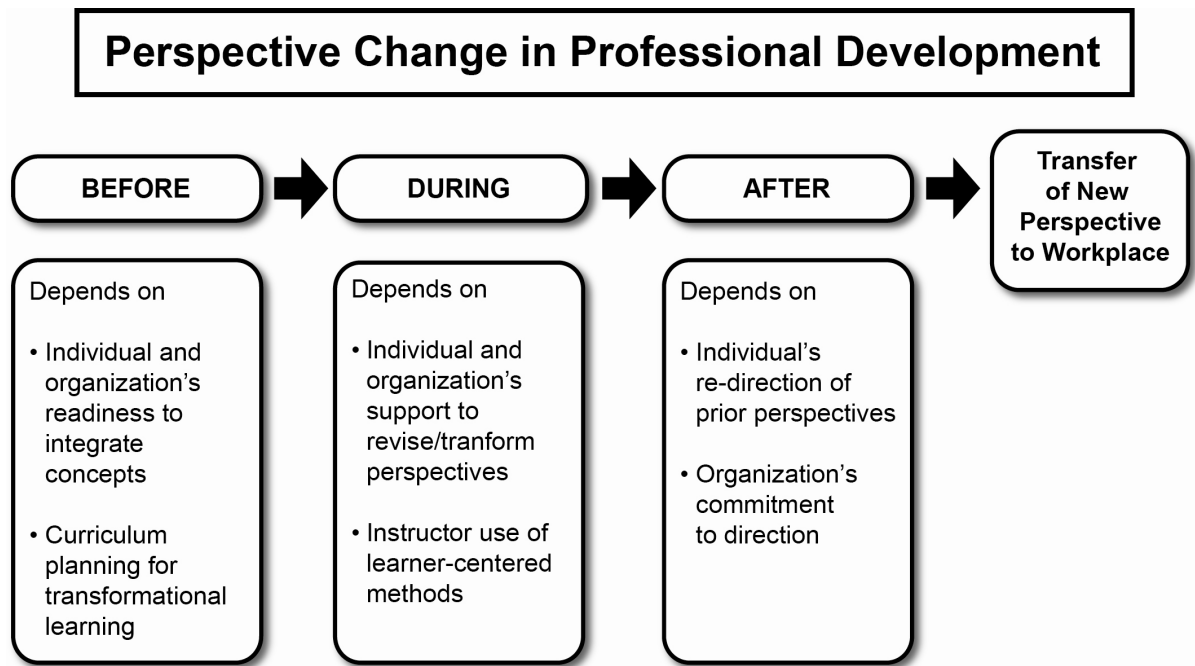 Perspective Change in Professional Development
BEFORE
DURING
AFTER
Transfer
of New
Perspective
to Workplace
Depends on
• Individual and
organization’s
readiness to
integrate
concepts
• Curriculum
planning for
transformational
learning
Depends on
• Individual and
organization’s
support to
revise/tranform
perspectives
• Instructor use of
learner-centered
methods
Depends on
• Individual’s
re-direction of
prior perspectives
• Organization’s
commitment
to direction